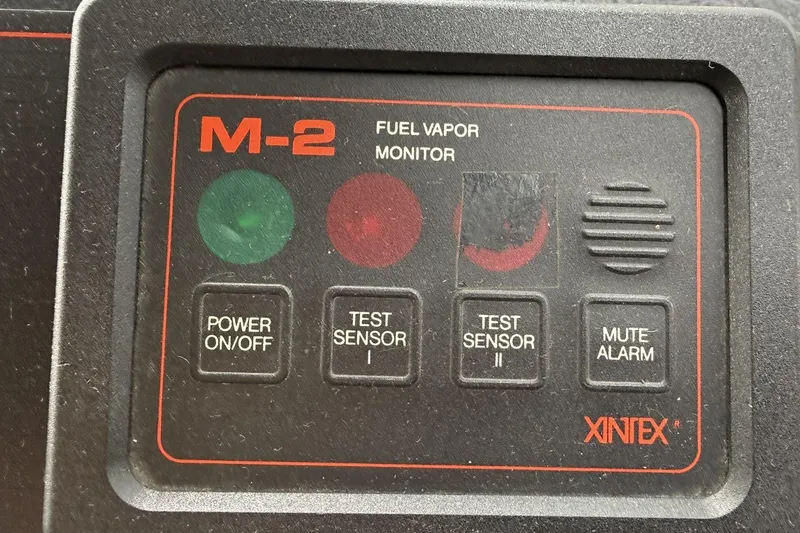 M-2
FUEL VAPOR
MONITOR
POWER
ON/OFF
TEST
SENSOR
I
TEST
SENSOR
II
MUTE
ALARM
XINTEX®